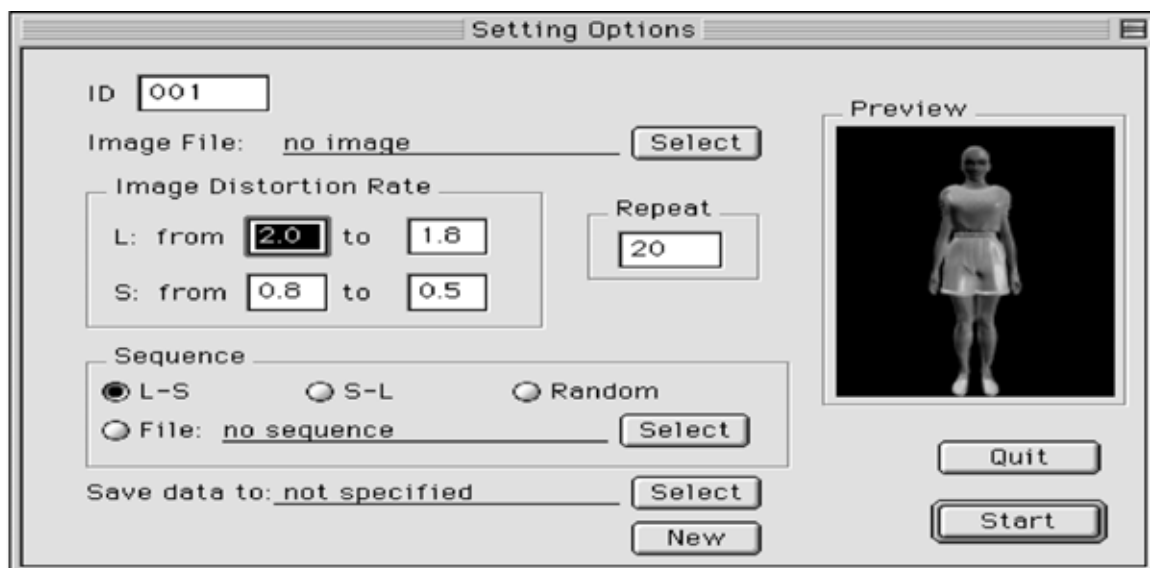 Setting Options
ID 001
Preview
Image File: no image Select
Image Distortion Rate
Repeat
L: from 2.0 to 1.8
20
S: from 0.8 to 0.5
Sequence
L-S S-L Random
File: no sequence Select
Quit
Save data to: not specified Select
Start
New